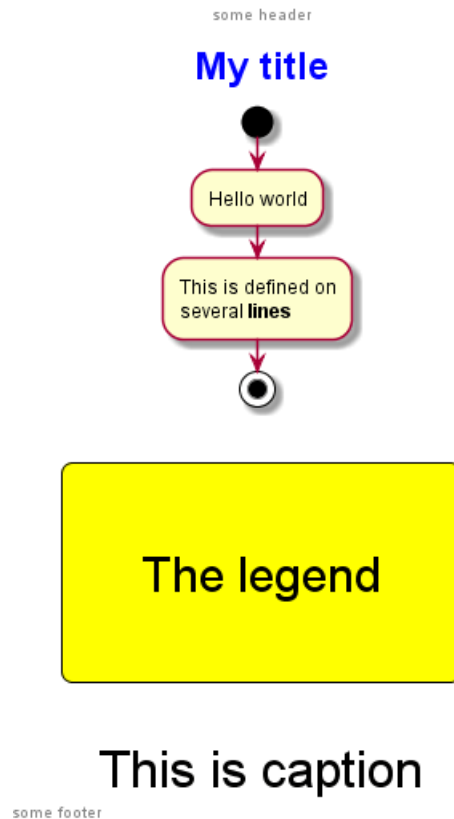 some header
My title
Hello world
This is defined on
several lines
The legend
This is caption
some footer